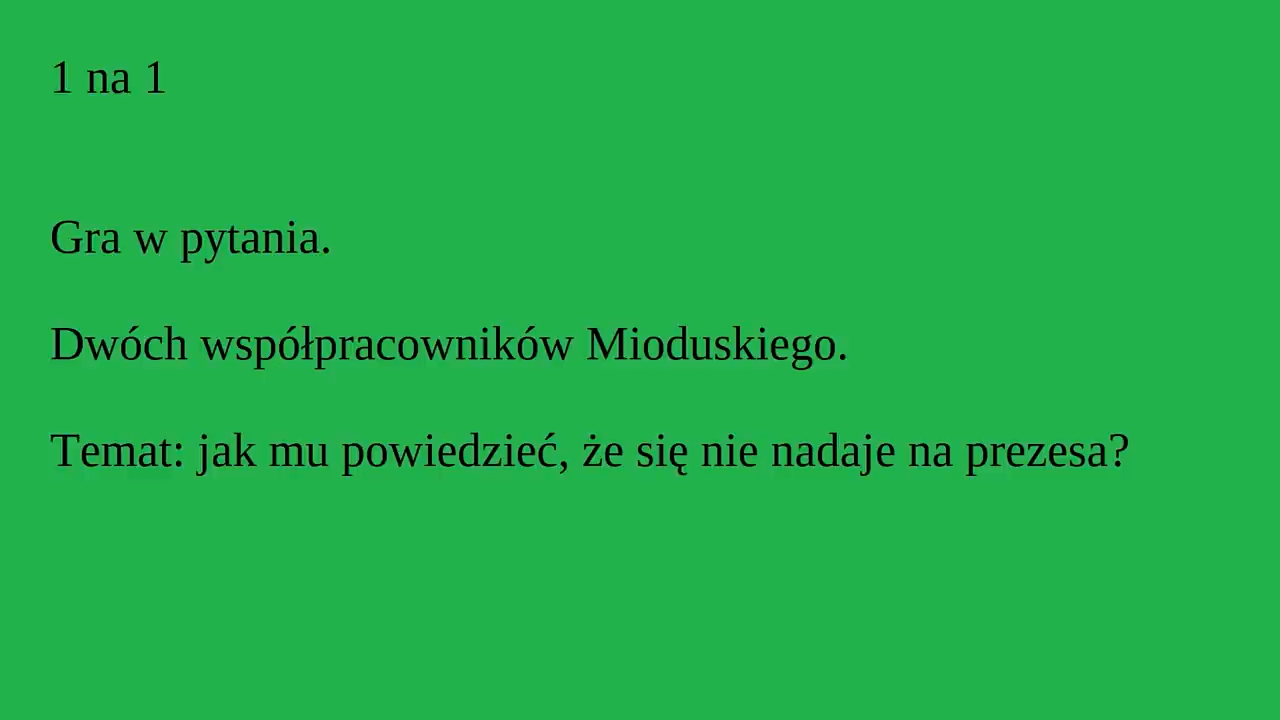 1 na 1
Gra w pytania.
Dwóch współpracowników Mioduskiego.
Temat: jak mu powiedzieć, że się nie nadaje na prezesa?